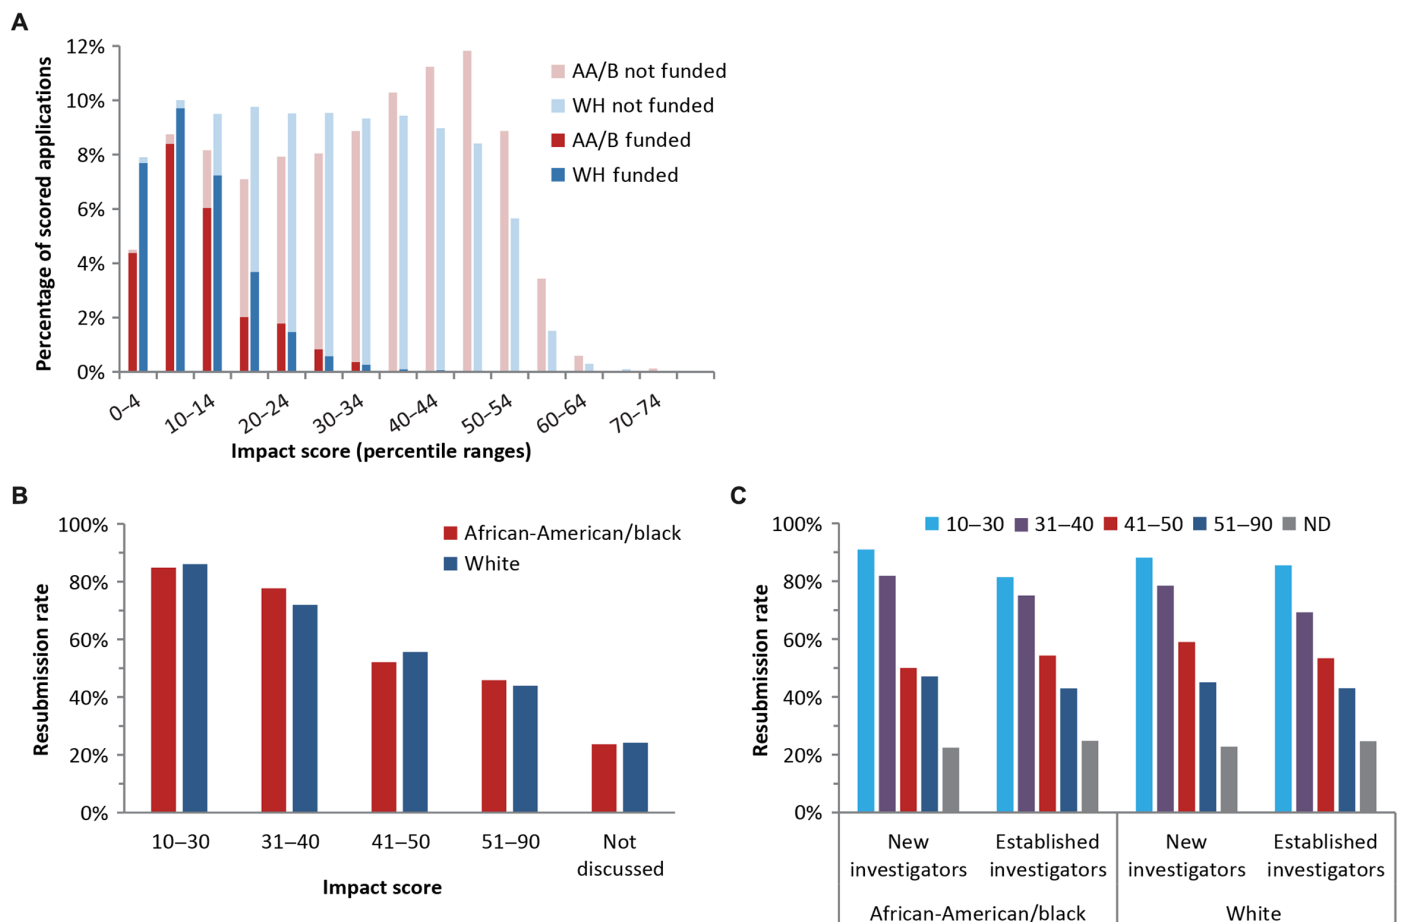 A
12%
10%
8%
6%
4%
2%
0%
Percentage of scored applications
AA/B not funded
WH not funded
AA/B funded
WH funded
0–4
10–14
20–24
30–34
40–44
50–54
60–64
70–74
Impact score (percentile ranges)
B
100%
80%
60%
40%
20%
0%
Resubmission rate
African-American/black
White
10–30
31–40
41–50
51–90
Not
discussed
Impact score
C
100%
80%
60%
40%
20%
0%
Resubmission rate
10–30
31–40
41–50
51–90
ND
New
investigators
Established
investigators
New
investigators
Established
investigators
African-American/black
White